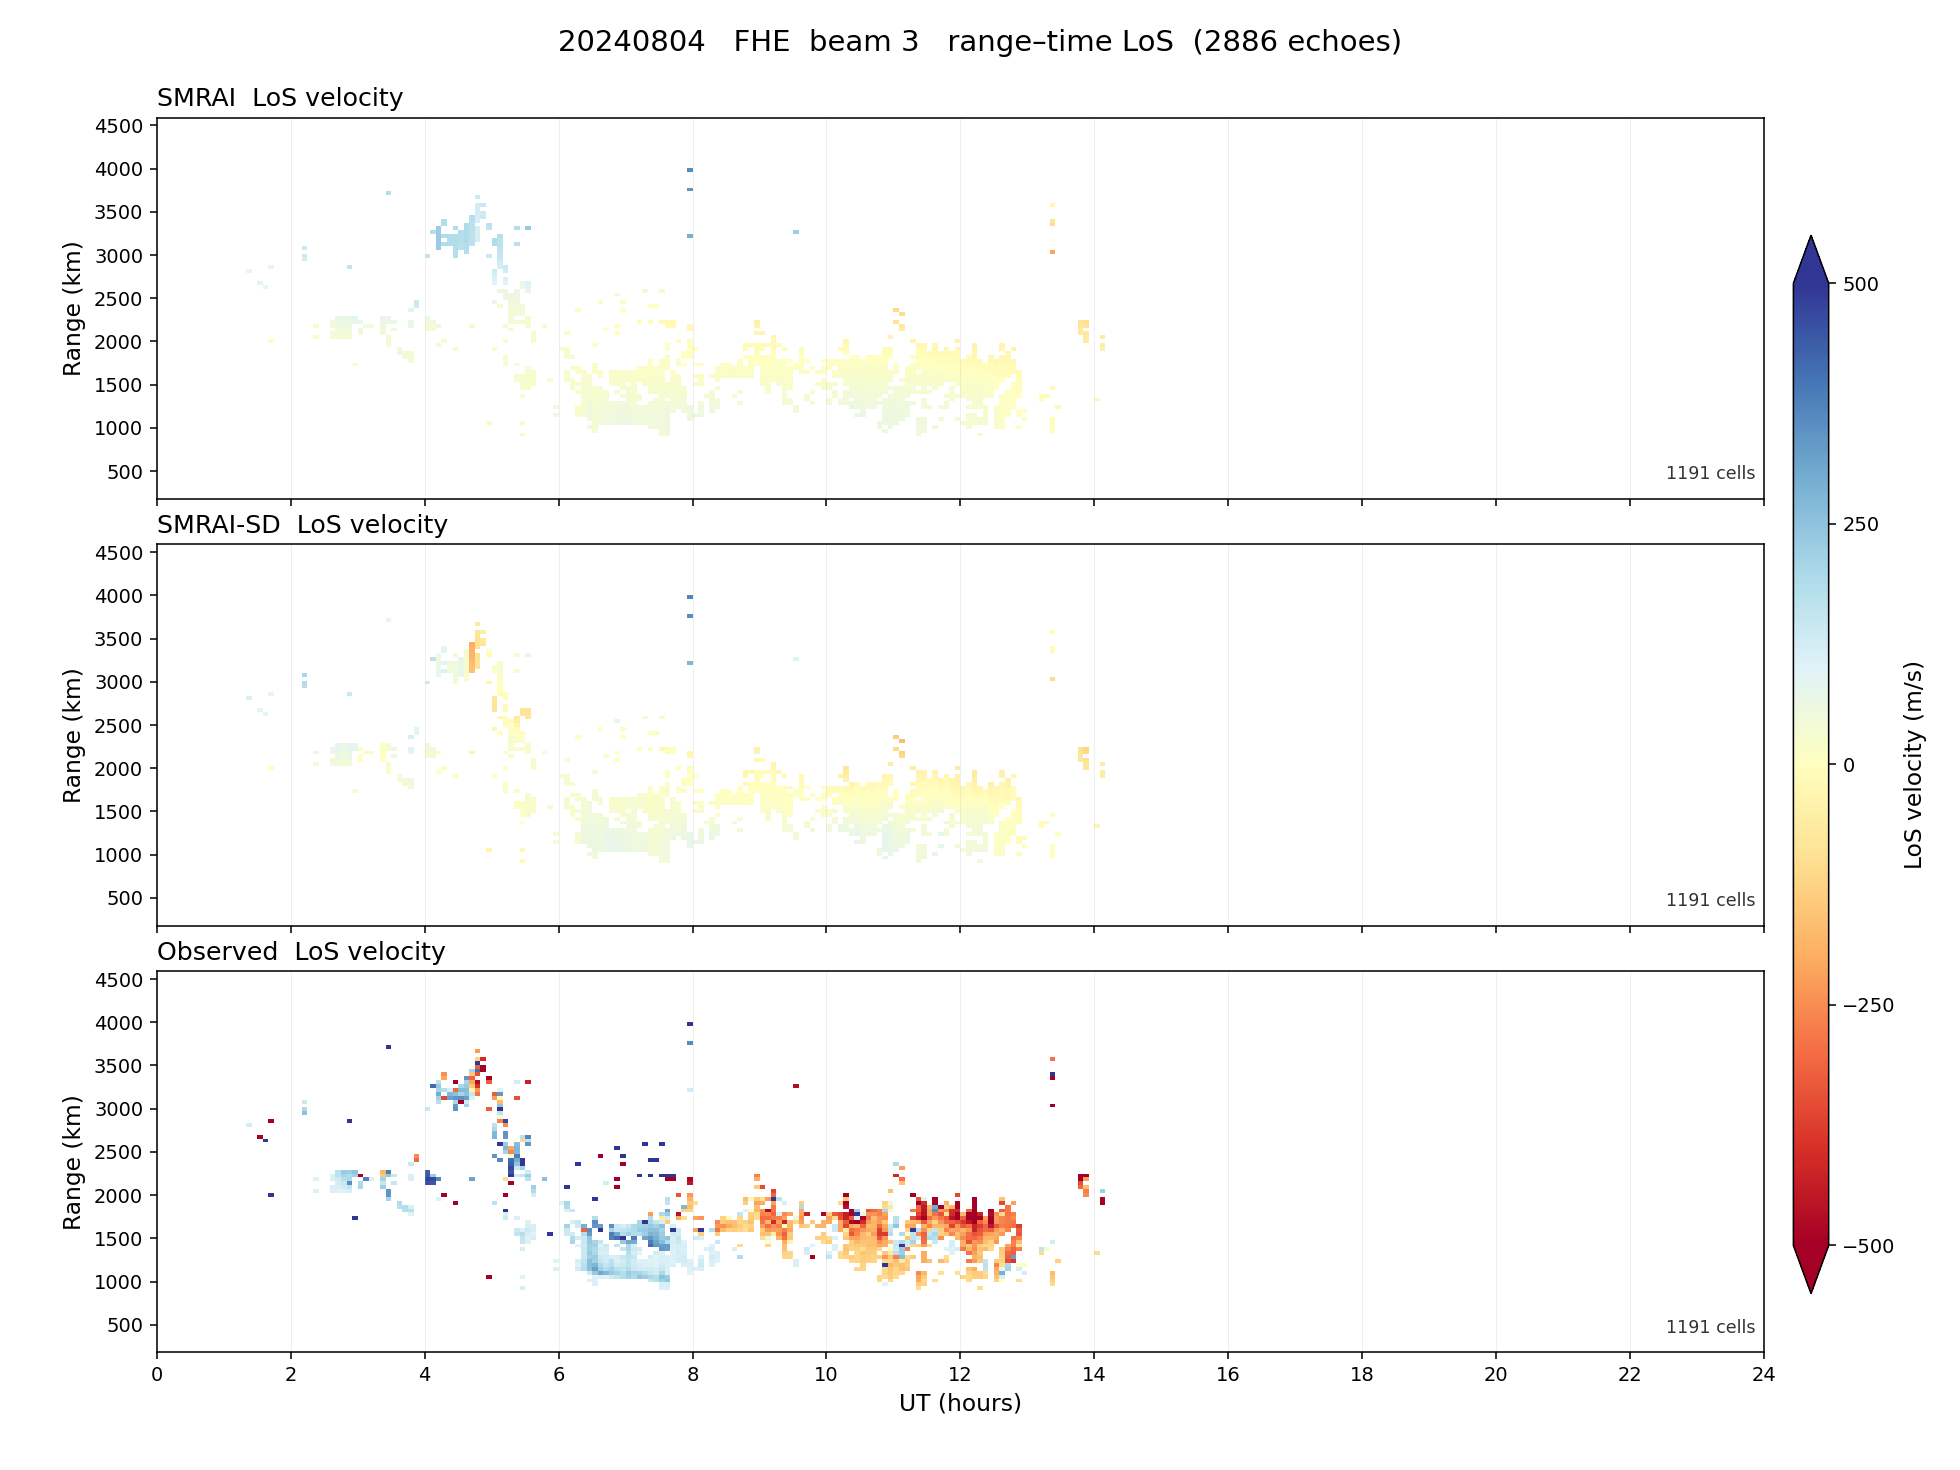 20240804   FHE  beam 3   range–time LoS  (2886 echoes)
SMRAI  LoS velocity
4500
4000
3500
3000
2500
2000
1500
1000
500
Range (km)
1191 cells
SMRAI-SD  LoS velocity
4500
4000
3500
3000
2500
2000
1500
1000
500
Range (km)
1191 cells
Observed  LoS velocity
4500
4000
3500
3000
2500
2000
1500
1000
500
Range (km)
1191 cells
0 2 4 6 8 10 12 14 16 18 20 22 24
UT (hours)
500
250
0
−250
−500
LoS velocity (m/s)